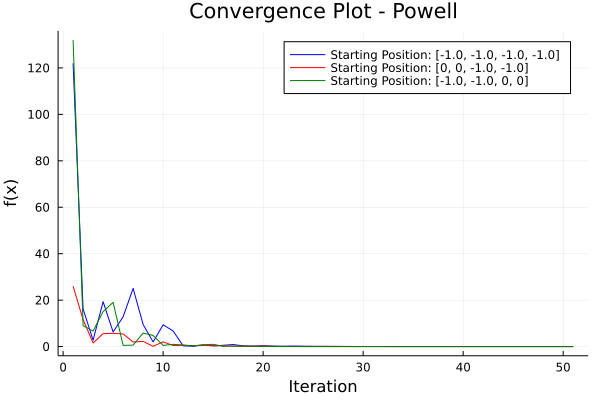 Convergence Plot - Powell
Starting Position: [-1.0, -1.0, -1.0, -1.0]
Starting Position: [0, 0, -1.0, -1.0]
Starting Position: [-1.0, -1.0, 0, 0]
f(x)
120
100
80
60
40
20
0
0 10 20 30 40 50
Iteration